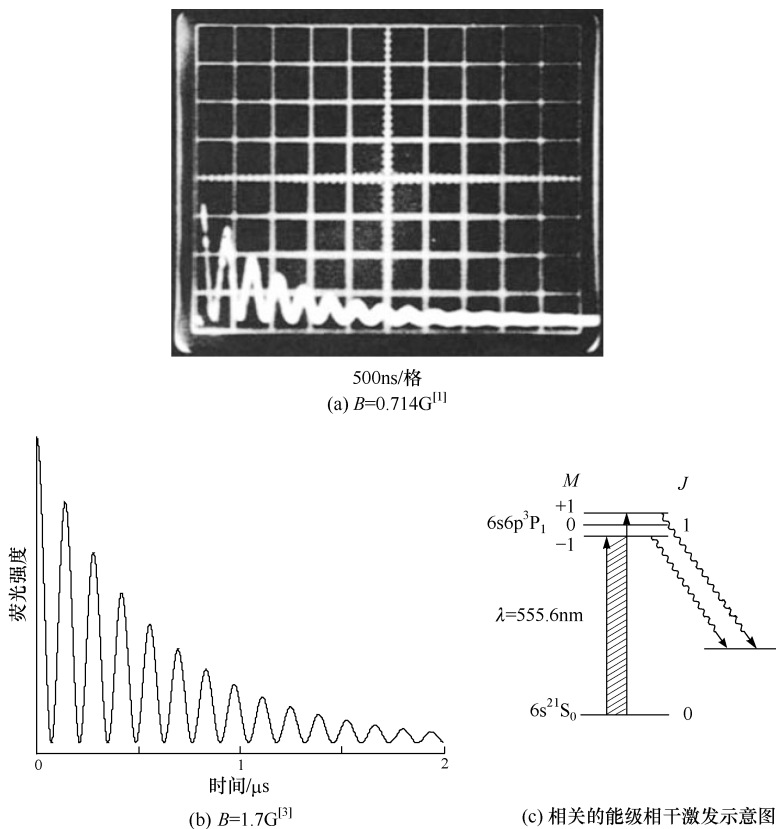 500ns/格
(a) B=0.714G[1]
荧光强度
0
1
2
时间/μs
(b) B=1.7G[3]
M
J
+1
6s6p³P₁
0
1
−1
λ=555.6nm
6s²¹S₀
0
(c) 相关的能级相干激发示意图